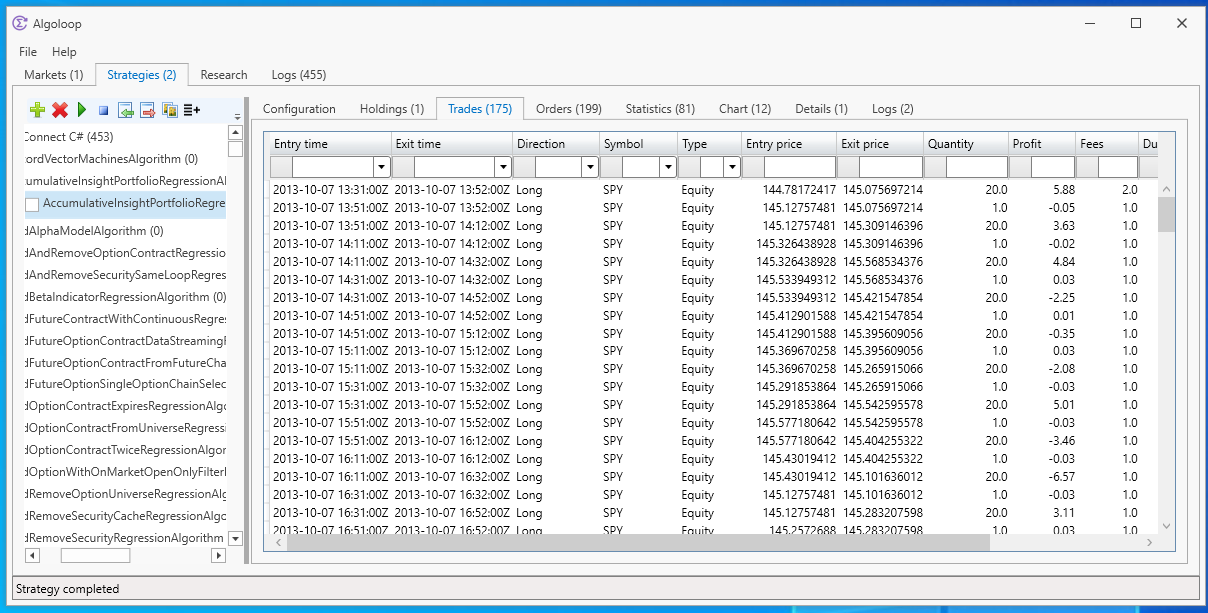 Algoloop
File Help
Markets (1) Strategies (2) Research Logs (455)
Configuration Holdings (1) Trades (175) Orders (199) Statistics (81) Chart (12) Details (1) Logs (2)
Connect C# (453)
ordVectorMachinesAlgorithm (0)
cumulativeInsightPortfolioRegressionAl
AccumulativeInsightPortfolioRegre
dAlphaModelAlgorithm (0)
dAndRemoveOptionContractRegressio
dAndRemoveSecuritySameLoopRegres
dBetaIndicatorRegressionAlgorithm (0)
dFutureContractWithContinuousRegres
dFutureOptionContractDataStreamingR
dFutureOptionContractFromFutureCha
dFutureOptionSingleOptionChainSelec
dOptionContractExpiresRegressionAlgo
dOptionContractFromUniverseRegressi
dOptionContractTwiceRegressionAlgori
dOptionWithOnMarketOpenOnlyFilterR
dRemoveOptionUniverseRegressionAlg
dRemoveSecurityCacheRegressionAlgo
dRemoveSecurityRegressionAlgorithm
Entry time Exit time Direction Symbol Type Entry price Exit price Quantity Profit Fees Du
2013-10-07 13:31:00Z 2013-10-07 13:52:00Z Long SPY Equity 144.78172417 145.075697214 20.0 5.88 2.0
2013-10-07 13:51:00Z 2013-10-07 13:52:00Z Long SPY Equity 145.12757481 145.075697214 1.0 -0.05 1.0
2013-10-07 13:51:00Z 2013-10-07 14:12:00Z Long SPY Equity 145.12757481 145.309146396 20.0 3.63 1.0
2013-10-07 14:11:00Z 2013-10-07 14:12:00Z Long SPY Equity 145.326438928 145.309146396 1.0 -0.02 1.0
2013-10-07 14:11:00Z 2013-10-07 14:32:00Z Long SPY Equity 145.326438928 145.568534376 20.0 4.84 1.0
2013-10-07 14:31:00Z 2013-10-07 14:32:00Z Long SPY Equity 145.533949312 145.568534376 1.0 0.03 1.0
2013-10-07 14:31:00Z 2013-10-07 14:52:00Z Long SPY Equity 145.533949312 145.421547854 20.0 -2.25 1.0
2013-10-07 14:51:00Z 2013-10-07 14:52:00Z Long SPY Equity 145.412901588 145.421547854 1.0 0.01 1.0
2013-10-07 14:51:00Z 2013-10-07 15:12:00Z Long SPY Equity 145.412901588 145.395609056 20.0 -0.35 1.0
2013-10-07 15:11:00Z 2013-10-07 15:12:00Z Long SPY Equity 145.369670258 145.395609056 1.0 0.03 1.0
2013-10-07 15:11:00Z 2013-10-07 15:32:00Z Long SPY Equity 145.369670258 145.265915066 20.0 -2.08 1.0
2013-10-07 15:31:00Z 2013-10-07 15:32:00Z Long SPY Equity 145.291853864 145.265915066 1.0 -0.03 1.0
2013-10-07 15:31:00Z 2013-10-07 15:52:00Z Long SPY Equity 145.291853864 145.542595578 20.0 5.01 1.0
2013-10-07 15:51:00Z 2013-10-07 15:52:00Z Long SPY Equity 145.577180642 145.542595578 1.0 -0.03 1.0
2013-10-07 15:51:00Z 2013-10-07 16:12:00Z Long SPY Equity 145.577180642 145.404255322 20.0 -3.46 1.0
2013-10-07 16:11:00Z 2013-10-07 16:12:00Z Long SPY Equity 145.43019412 145.404255322 1.0 -0.03 1.0
2013-10-07 16:11:00Z 2013-10-07 16:32:00Z Long SPY Equity 145.43019412 145.101636012 20.0 -6.57 1.0
2013-10-07 16:31:00Z 2013-10-07 16:32:00Z Long SPY Equity 145.12757481 145.101636012 1.0 -0.03 1.0
2013-10-07 16:31:00Z 2013-10-07 16:52:00Z Long SPY Equity 145.12757481 145.283207598 20.0 3.11 1.0
2013-10-07 16:51:00Z 2013-10-07 16:52:00Z Long SPY Equity 145.2572688 145.283207598 1.0 0.03 1.0
Strategy completed